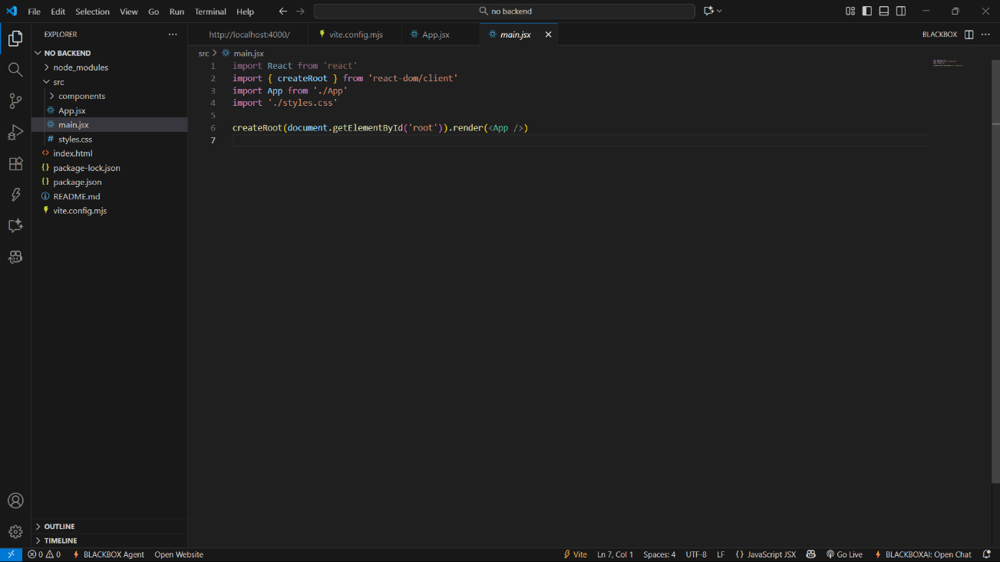 File Edit Selection View Go Run Terminal Help
no backend
EXPLORER
NO BACKEND
node_modules
src
components
App.jsx
main.jsx
styles.css
index.html
package-lock.json
package.json
README.md
vite.config.mjs
OUTLINE
TIMELINE
http://localhost:4000/ vite.config.mjs App.jsx main.jsx BLACKBOX
src > main.jsx
1 import React from 'react'
2 import { createRoot } from 'react-dom/client'
3 import App from './App'
4 import './styles.css'
5
6 createRoot(document.getElementById('root')).render(<App />)
7
0 0 BLACKBOX Agent Open Website Vite Ln 7, Col 1 Spaces: 4 UTF-8 LF {} JavaScript JSX Go Live BLACKBOXAI: Open Chat